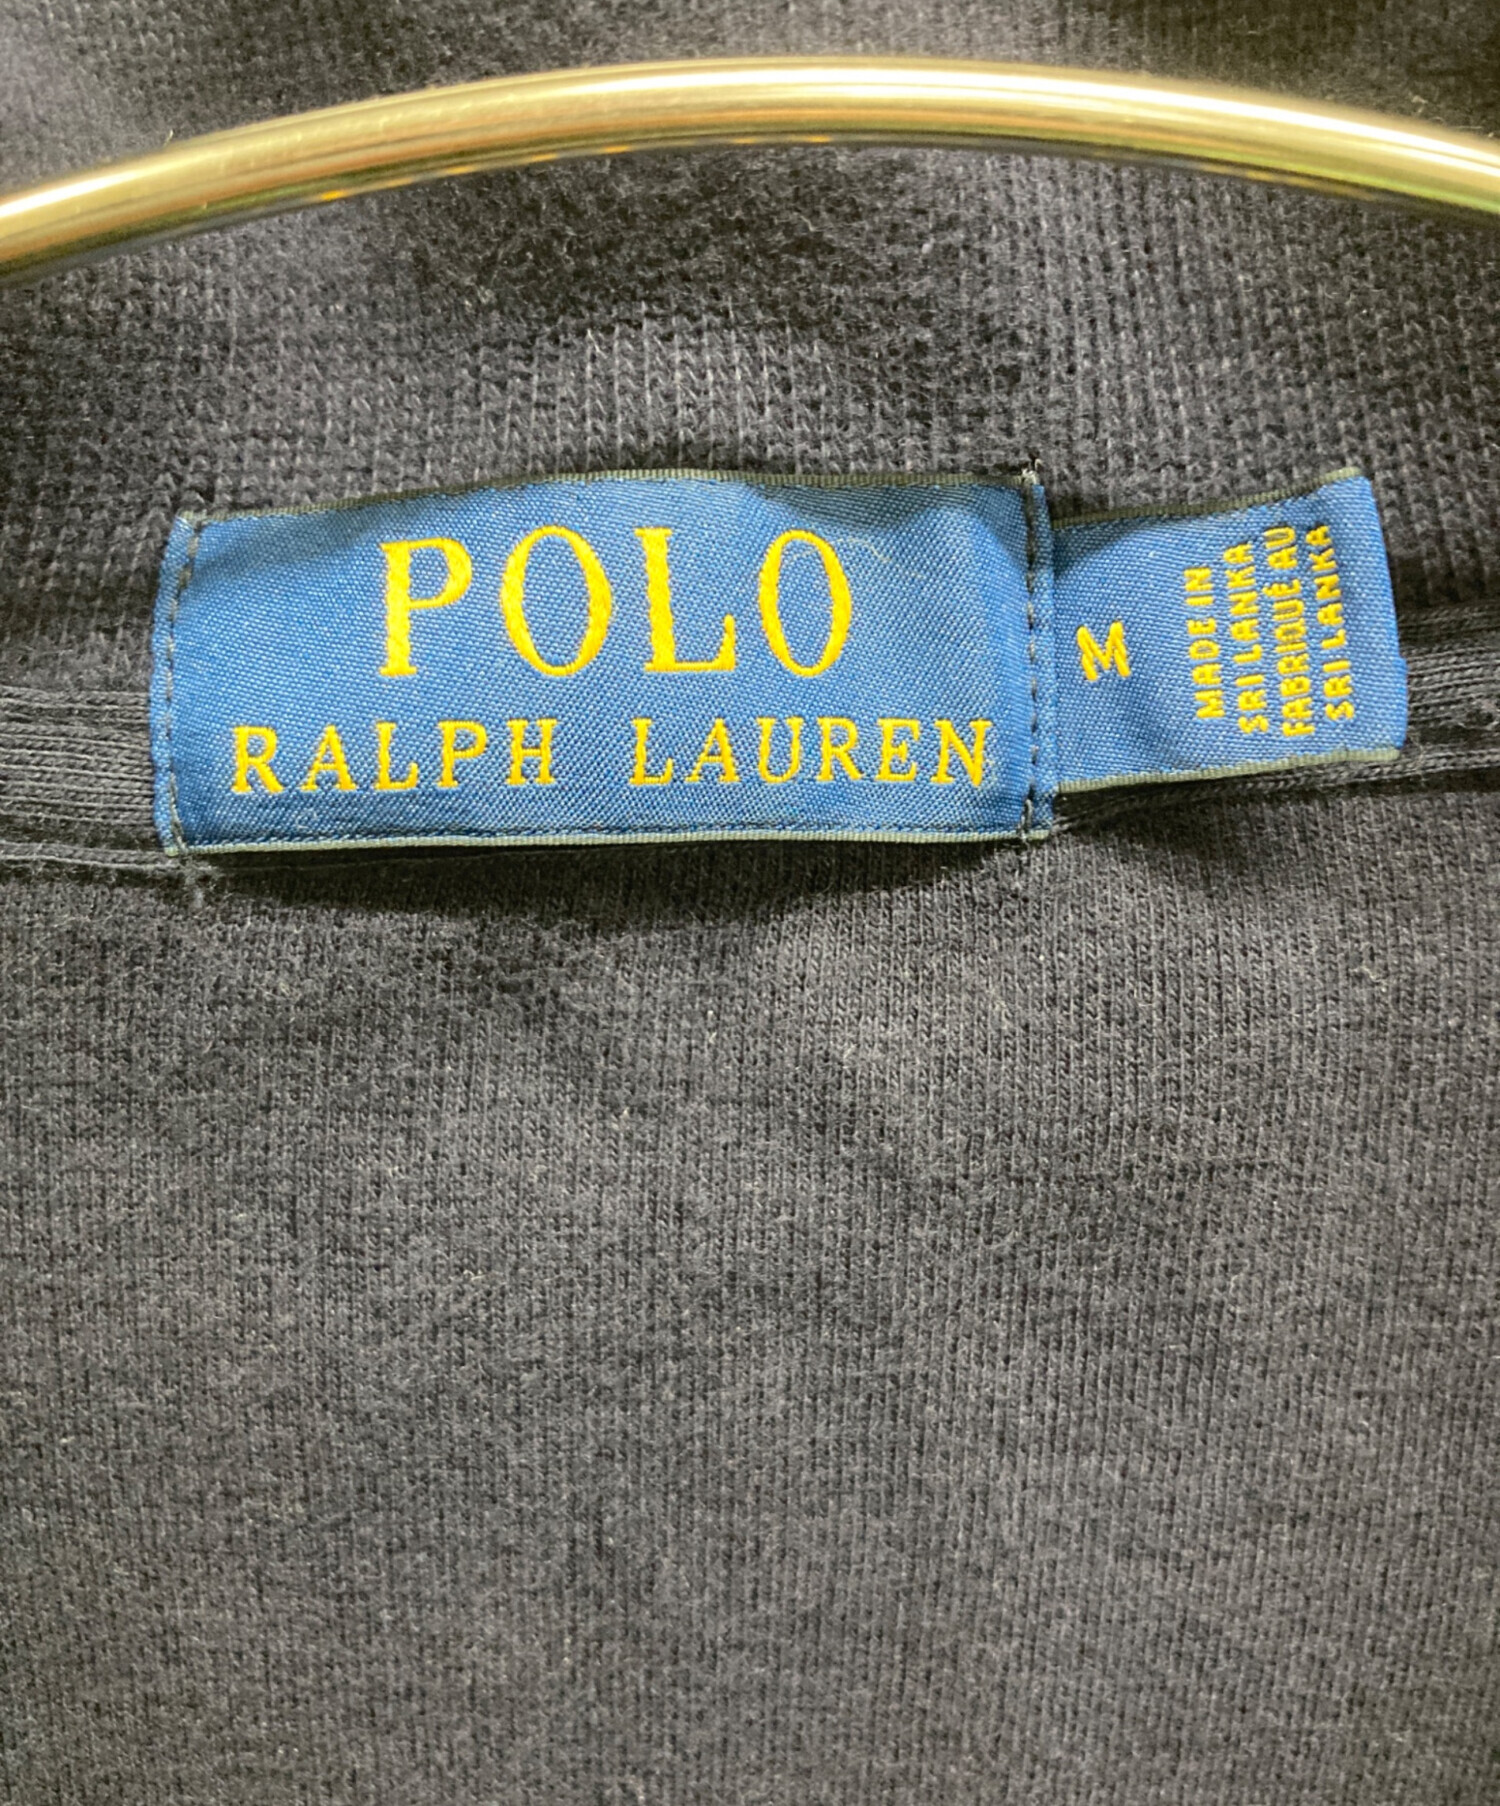 POLO
RALPH LAUREN
M
MADE IN
SRI LANKA
FABRIQUÉ AU
SRI LANKA